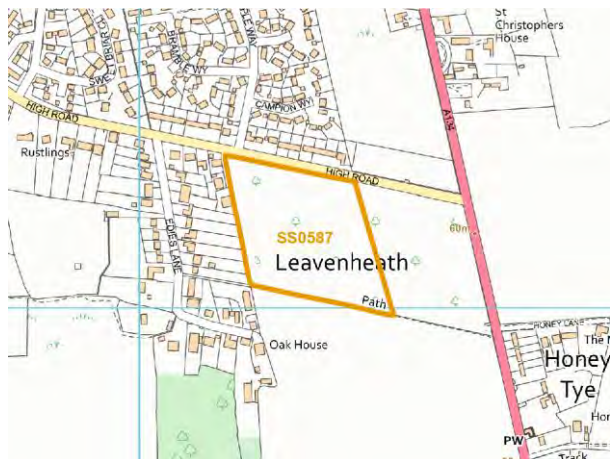 St
Christophers
House
BRAMBLE WY
CAMPION WY
A134
HIGH ROAD
Rustlings
HIGH ROAD
EDIES LANE
SS0587
60m
Leavenheath
Path
Oak House
HONEY LANE
The
Honey
Tye
PW
Track